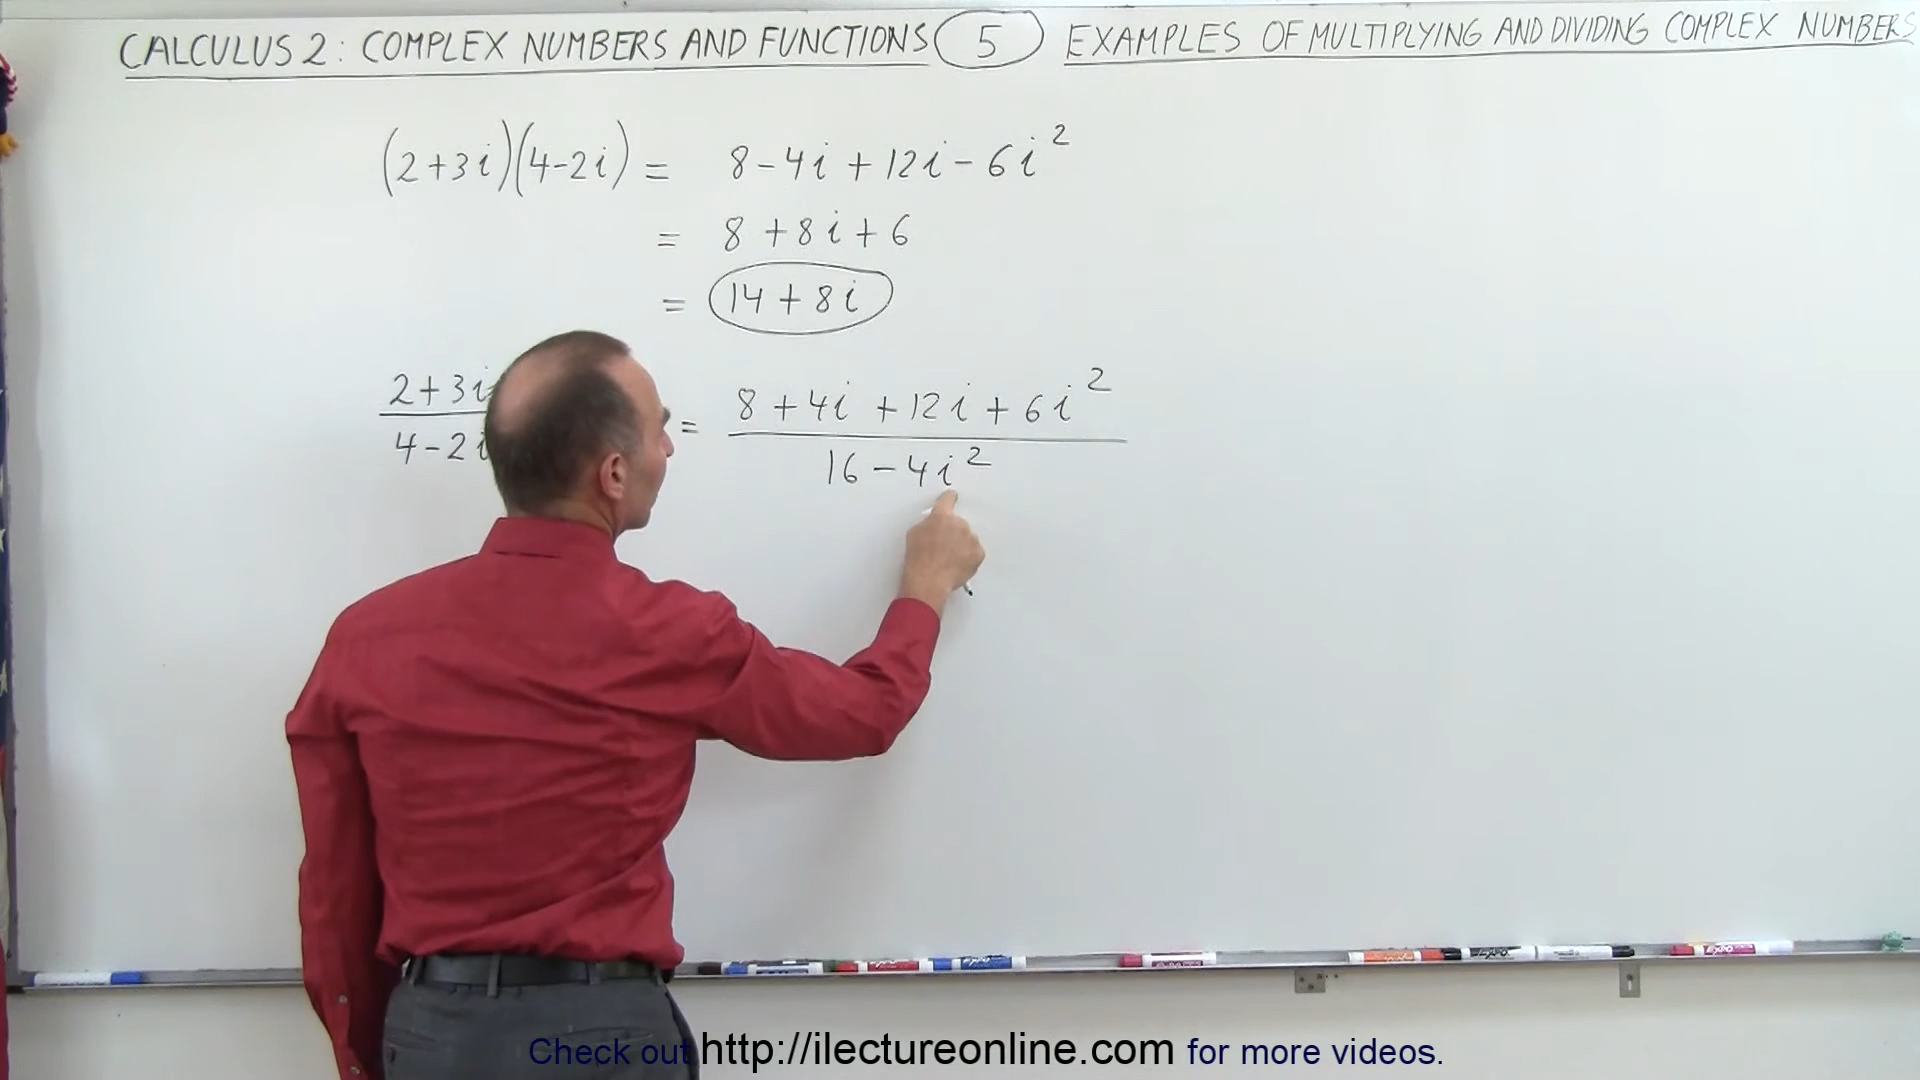 CALCULUS 2: COMPLEX NUMBERS AND FUNCTIONS 5 EXAMPLES OF MULTIPLYING AND DIVIDING COMPLEX NUMBERS
(2+3i)(4-2i) = 8-4i+12i-6i²
= 8+8i+6
= 14+8i
2+3i
4-2i
= 8+4i+12i+6i²
16-4i²
EXPO
Check out http://ilectureonline.com for more videos.